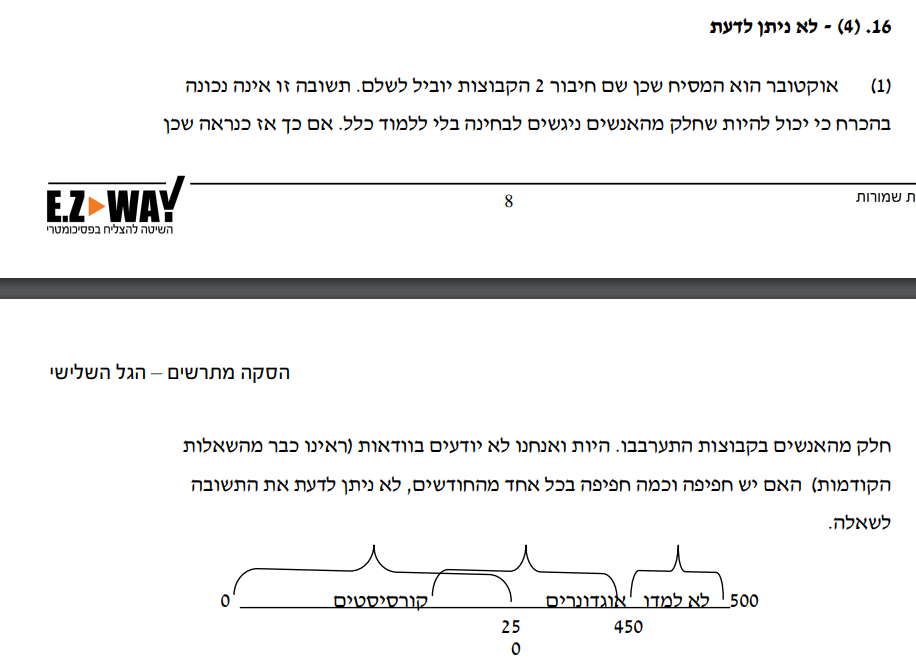 16. (4) - לא ניתן לדעת
(1) אוקטובר הוא המסיח שכן שם חיבור 2 הקבוצות יוביל לשלם. תשובה זו אינה נכונה
בהכרח כי יכול להיות שחלק מהאנשים ניגשים לבחינה בלי ללמוד כלל. אם כך אז כנראה שכן
ת שמורות
8
E.Z WAY
השיטה להצליח בפסיכומטרי
הסקה מתרשים – הגל השלישי
חלק מהאנשים בקבוצות התערבבו. היות ואנחנו לא יודעים בוודאות (ראינו כבר מהשאלות
הקודמות) האם יש חפיפה וכמה חפיפה בכל אחד מהחודשים, לא ניתן לדעת את התשובה
לשאלה.
0 קורסיסטים אוגדונרים לא למדו 500
25 450
0